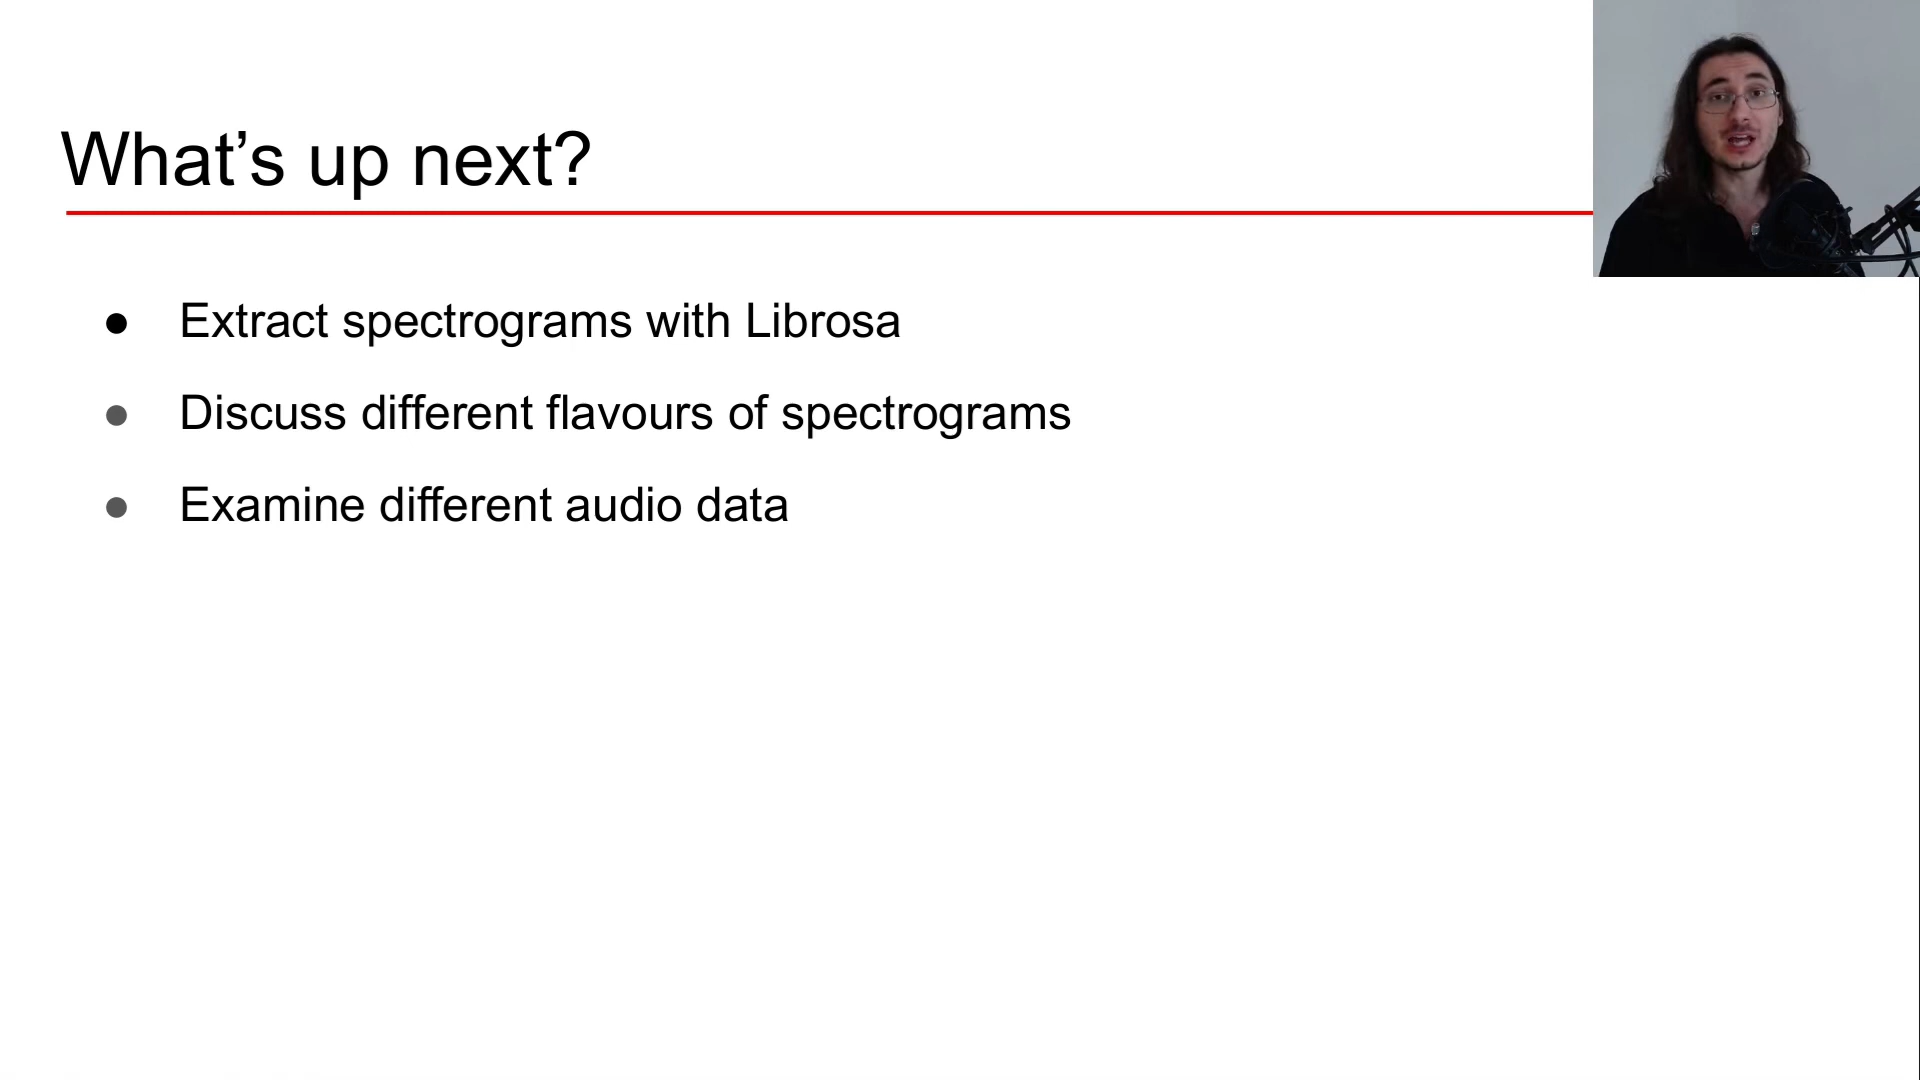 What’s up next?
● Extract spectrograms with Librosa
● Discuss different flavours of spectrograms
● Examine different audio data